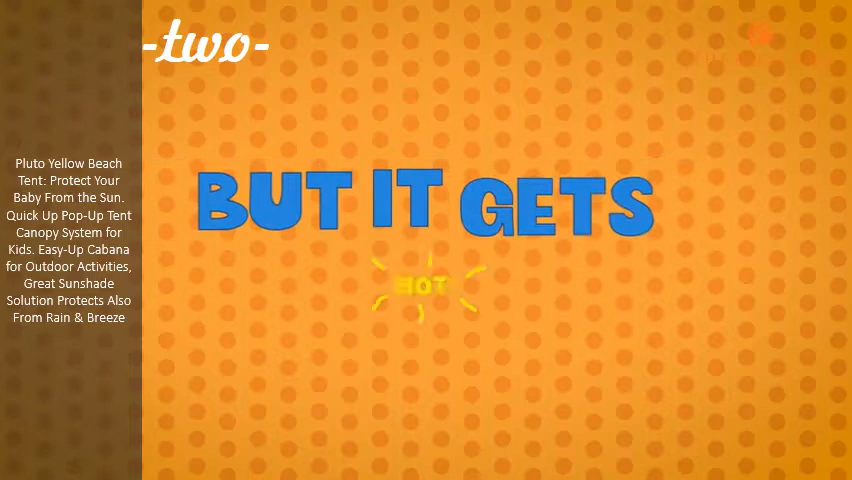 -two-
Pluto Yellow Beach
Tent: Protect Your
Baby From the Sun.
Quick Up Pop-Up Tent
Canopy System for
Kids. Easy-Up Cabana
for Outdoor Activities,
Great Sunshade
Solution Protects Also
From Rain & Breeze
BUT IT GETS
HOT